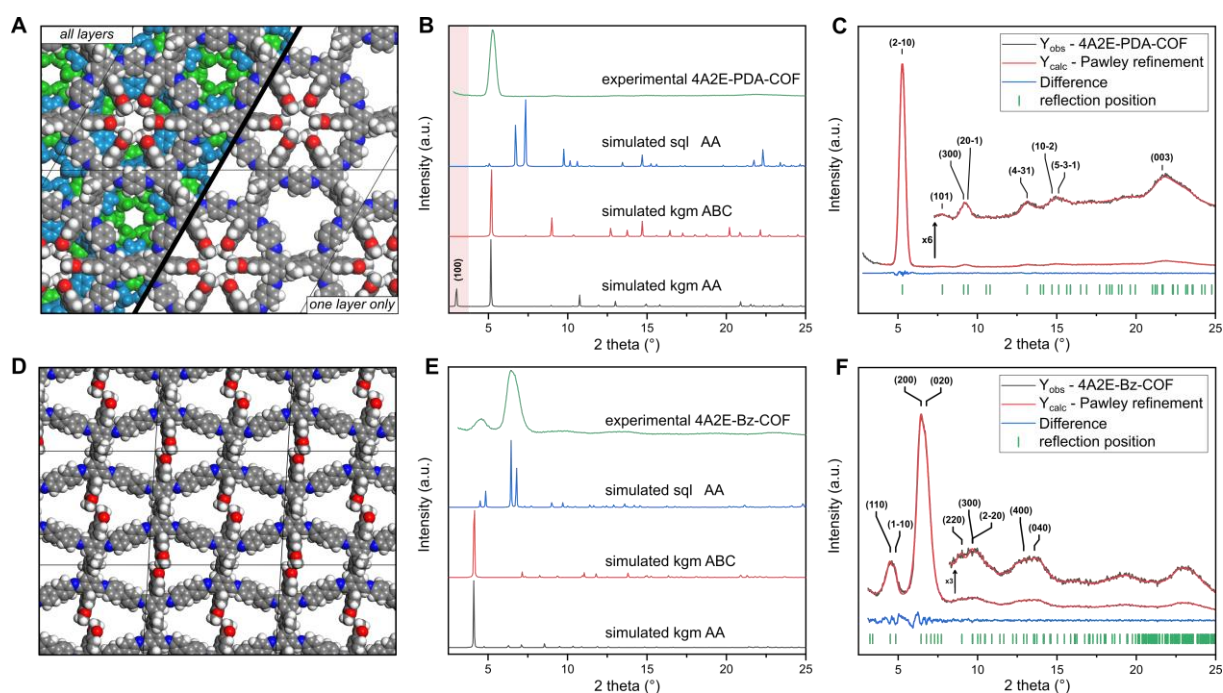 A
all layers
one layer only
B
Intensity (a.u.)
experimental 4A2E-PDA-COF
simulated sql AA
simulated kgm ABC
(100)
simulated kgm AA
5 10 15 20 25
2 theta (°)
C
Intensity (a.u.)
(2-10)
Yobs - 4A2E-PDA-COF
Ycalc - Pawley refinement
Difference
reflection position
(300)
(20-1)
(101)
(4-31)
(10-2)
(5-3-1)
(003)
x6
5 10 15 20 25
2 theta (°)
D
E
Intensity (a.u.)
experimental 4A2E-Bz-COF
simulated sql AA
simulated kgm ABC
simulated kgm AA
5 10 15 20 25
2 theta (°)
F
Intensity (a.u.)
(200)
(020)
Yobs - 4A2E-Bz-COF
Ycalc - Pawley refinement
Difference
reflection position
(110)
(1-10)
(220)
(300)
(2-20)
(400)
(040)
x3
5 10 15 20 25
2 theta (°)